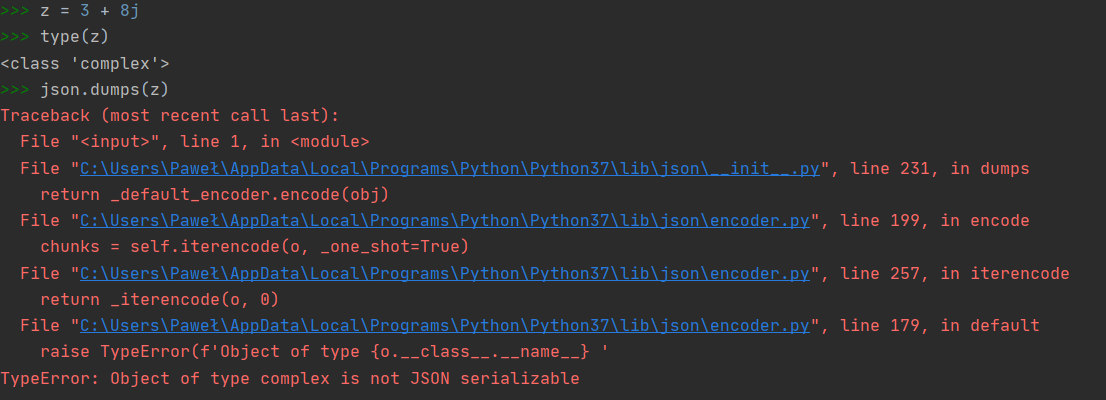 >>> z = 3 + 8j
>>> type(z)
<class 'complex'>
>>> json.dumps(z)
Traceback (most recent call last):
  File "<input>", line 1, in <module>
  File "C:\Users\Paweł\AppData\Local\Programs\Python\Python37\lib\json\__init__.py", line 231, in dumps
    return _default_encoder.encode(obj)
  File "C:\Users\Paweł\AppData\Local\Programs\Python\Python37\lib\json\encoder.py", line 199, in encode
    chunks = self.iterencode(o, _one_shot=True)
  File "C:\Users\Paweł\AppData\Local\Programs\Python\Python37\lib\json\encoder.py", line 257, in iterencode
    return _iterencode(o, 0)
  File "C:\Users\Paweł\AppData\Local\Programs\Python\Python37\lib\json\encoder.py", line 179, in default
    raise TypeError(f'Object of type {o.__class__.__name__} '
TypeError: Object of type complex is not JSON serializable